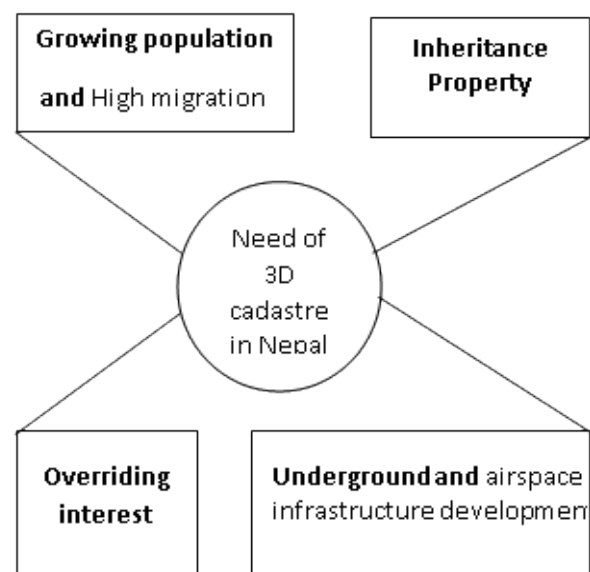 Growing population
and High migration
Inheritance
Property
Need of
3D
cadastre
in Nepal
Overriding
interest
Underground and airspace
infrastructure developmen